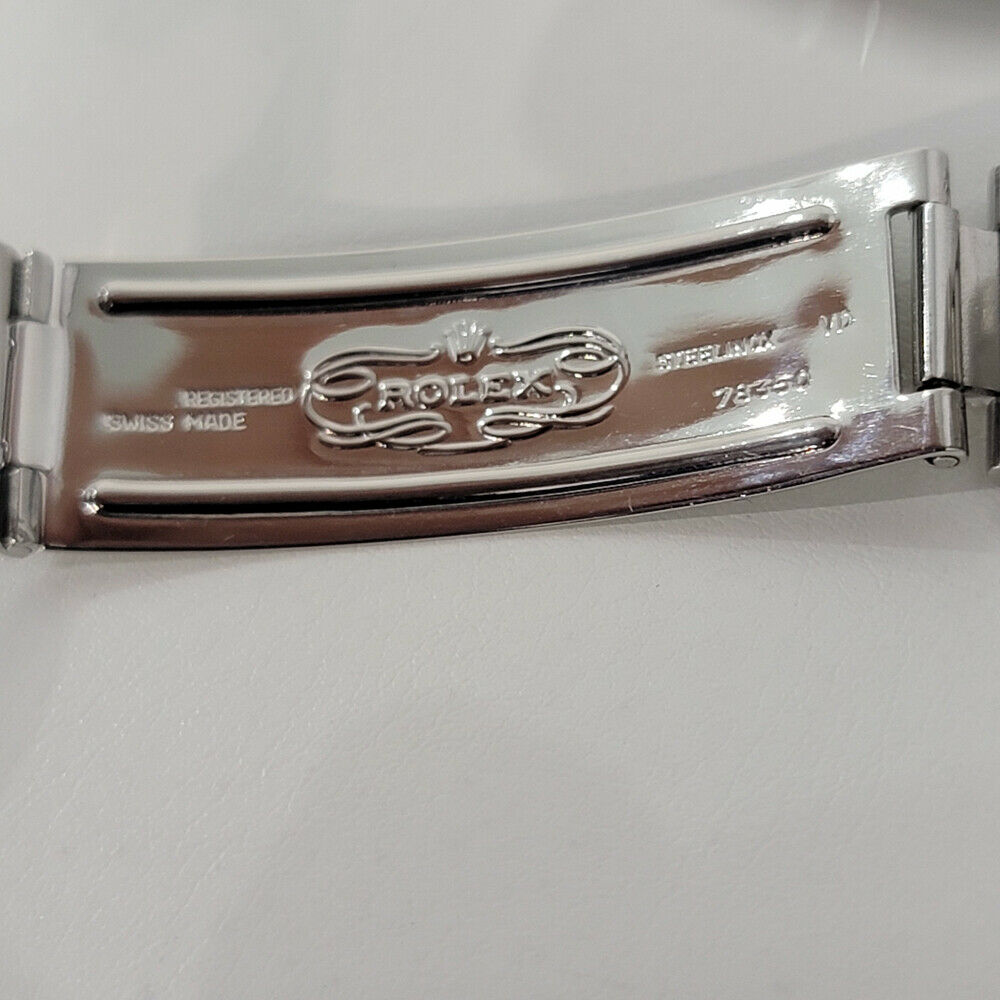 REGISTERED
SWISS MADE
ROLEX
STEELINOX
78350